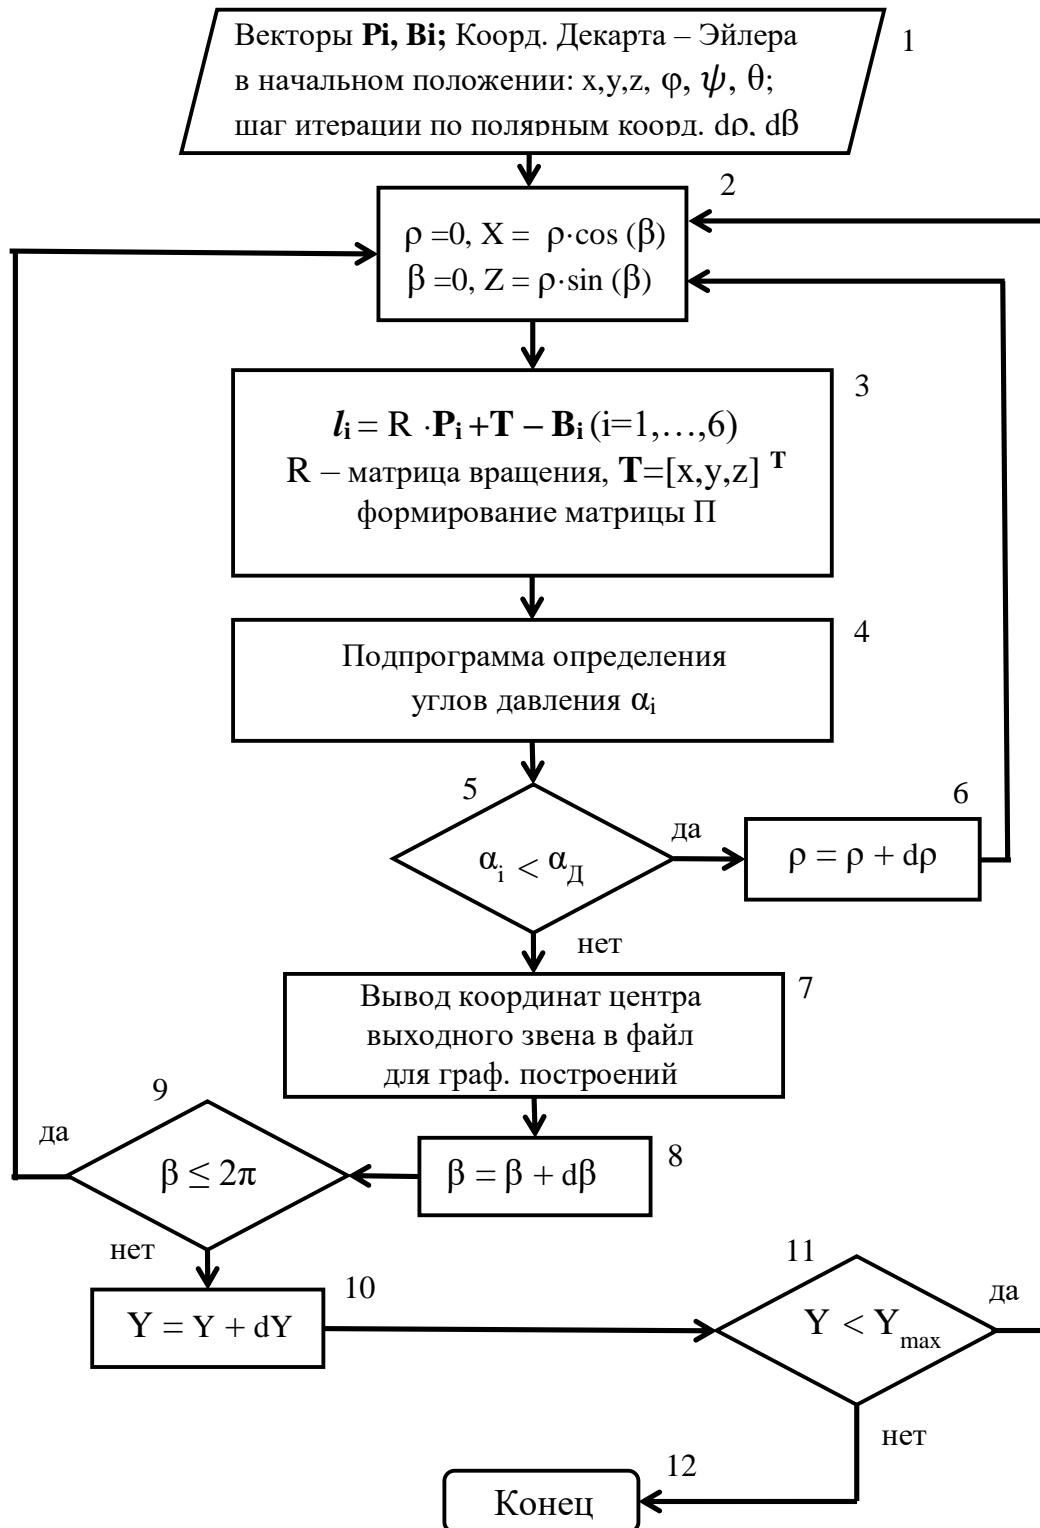 Векторы Pi, Bi; Коорд. Декарта – Эйлера
в начальном положении: x,y,z, φ, ψ, θ;
шаг итерации по полярным коорд. dρ, dβ
1
2
ρ =0, X = ρ·cos (β)
β =0, Z = ρ·sin (β)
3
lᵢ = R ·Pᵢ +T – Bᵢ (i=1,…,6)
R – матрица вращения, T=[x,y,z] ᵀ
формирование матрицы П
4
Подпрограмма определения
углов давления αᵢ
5
αi < αД
да
6
ρ = ρ + dρ
нет
7
Вывод координат центра
выходного звена в файл
для граф. построений
8
β = β + dβ
9
да
β ≤ 2π
нет
10
Y = Y + dY
11
Y < Ymax
да
нет
12
Конец